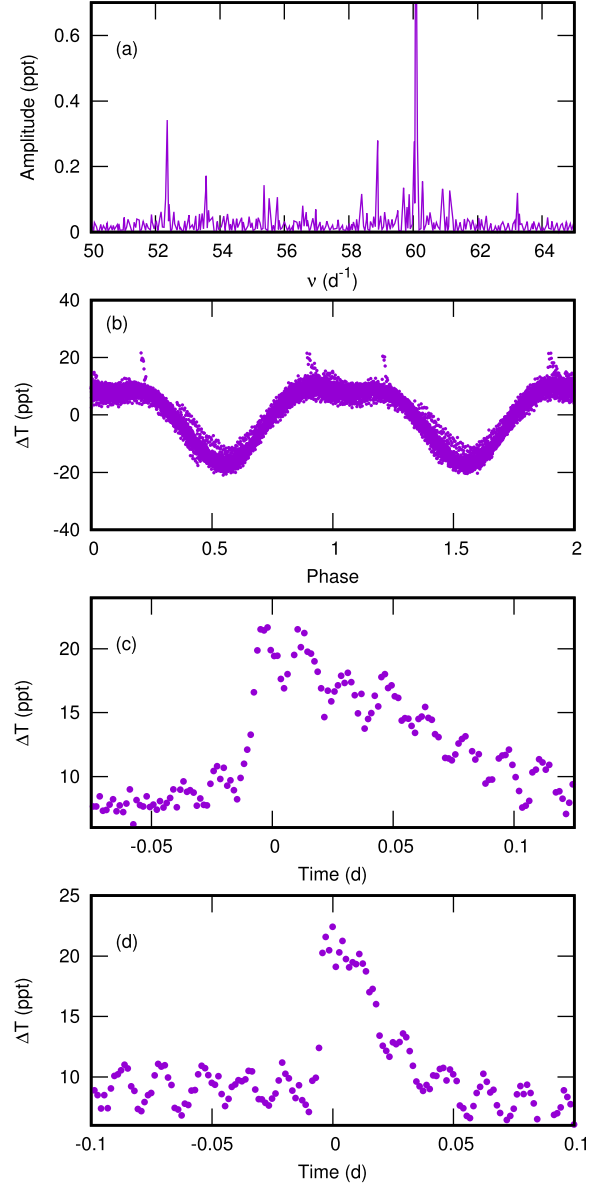 (a)
Amplitude (ppt)
0.6
0.4
0.2
0
50 52 54 56 58 60 62 64
ν (d⁻¹)
(b)
ΔT (ppt)
40
20
0
-20
-40
0 0.5 1 1.5 2
Phase
(c)
ΔT (ppt)
20
15
10
-0.05 0 0.05 0.1
Time (d)
(d)
ΔT (ppt)
25
20
15
10
-0.1 -0.05 0 0.05 0.1
Time (d)